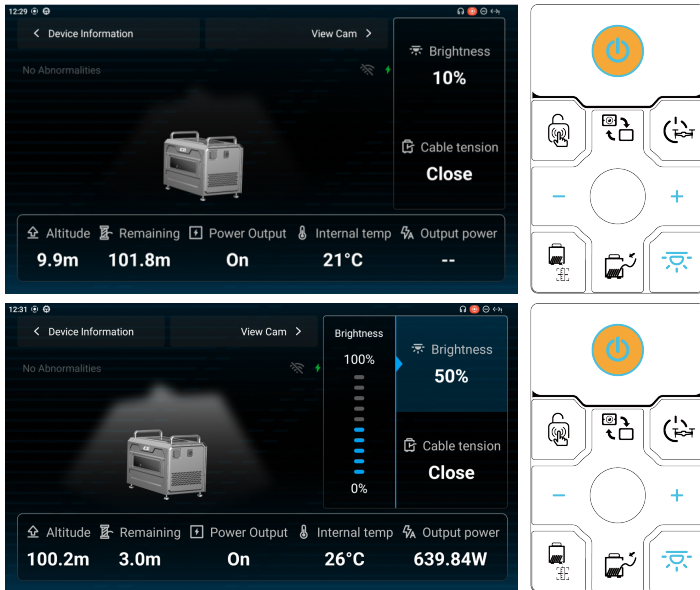 12:29
Device Information
View Cam
Brightness
10%
No Abnormalities
Cable tension
Close
Altitude
Remaining
Power Output
Internal temp
Output power
9.9m
101.8m
On
21°C
--
12:31
Device Information
View Cam
Brightness
100%
0%
Brightness
50%
No Abnormalities
Cable tension
Close
Altitude
Remaining
Power Output
Internal temp
Output power
100.2m
3.0m
On
26°C
639.84W